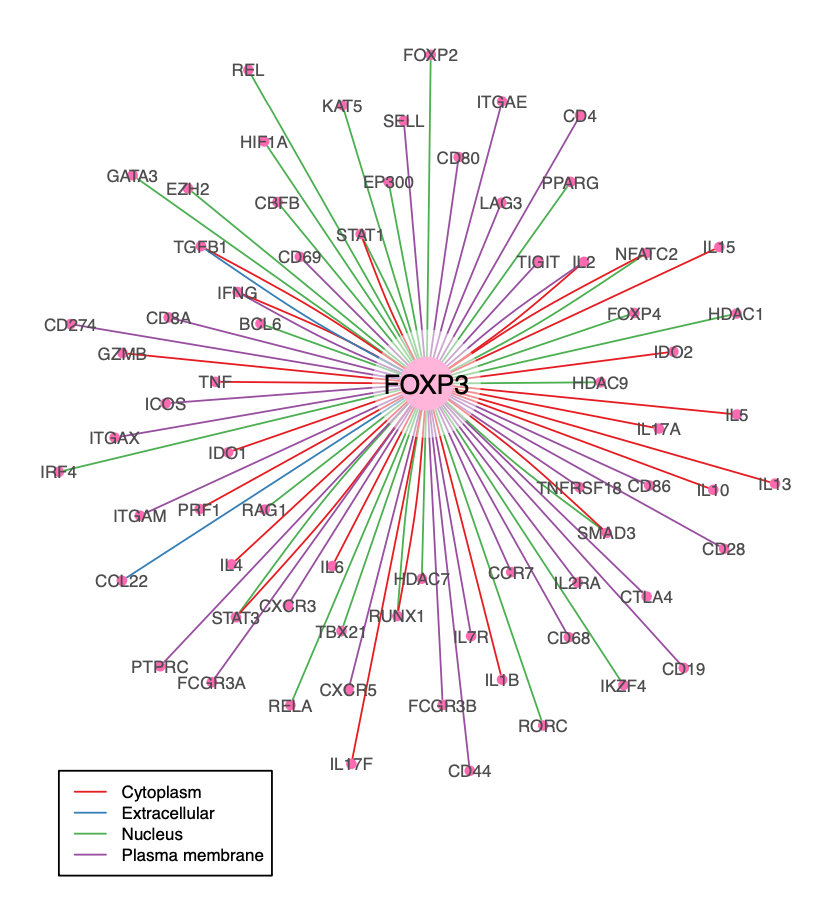 FOXP2
REL
ITGAE
KAT5
CD4
SELL
HIF1A
CD80
GATA3
EP300
PPARG
EZH2
CBFB
LAG3
STAT1
TGFB1
IL15
CD69
NFATC2
TIGIT
IL2
IFNG
FOXP4
HDAC1
CD8A
BCL6
CD274
GZMB
IDO2
TNF
FOXP3
HDAC9
ICOS
IL5
IL17A
ITGAX
IDO1
IRF4
IL13
TNFRSF18
CD86
IL10
PRF1
RAG1
ITGAM
SMAD3
CD28
IL4
IL6
CCR7
CCL22
HDAC7
IL2RA
CTLA4
CXCR3
STAT3
RUNX1
TBX21
IL7R
CD68
PTPRC
CD19
FCGR3A
IL1B
IKZF4
CXCR5
RELA
FCGR3B
RORC
IL17F
CD44
Cytoplasm
Extracellular
Nucleus
Plasma membrane